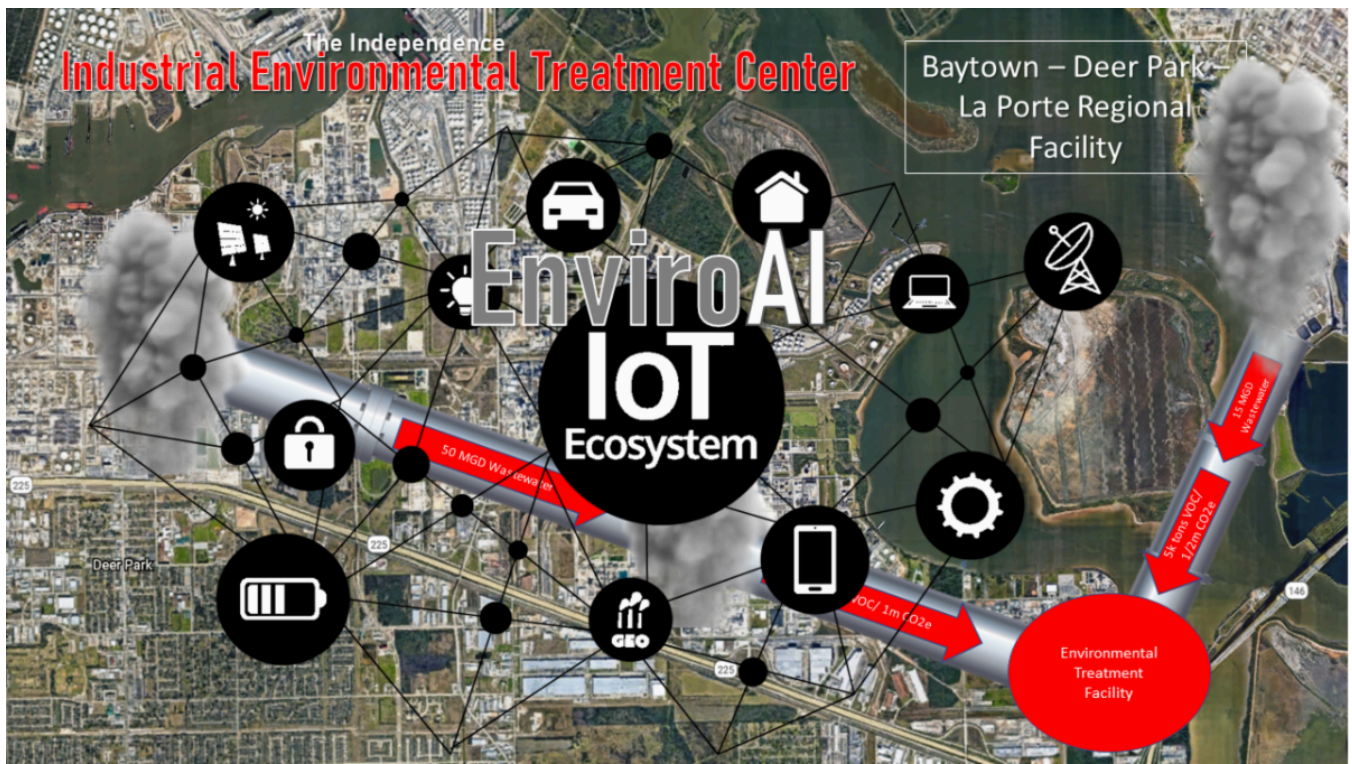 The Independence
Industrial Environmental Treatment Center
Baytown – Deer Park –
La Porte Regional
Facility
EnviroAI
IoT
Ecosystem
15 MGD
Wastewater
50 MGD Wastewater
5k tons VOC/
1/2m CO2e
VOC/ 1m CO2e
225
225
225
146
Deer Park
GEO
Environmental
Treatment
Facility